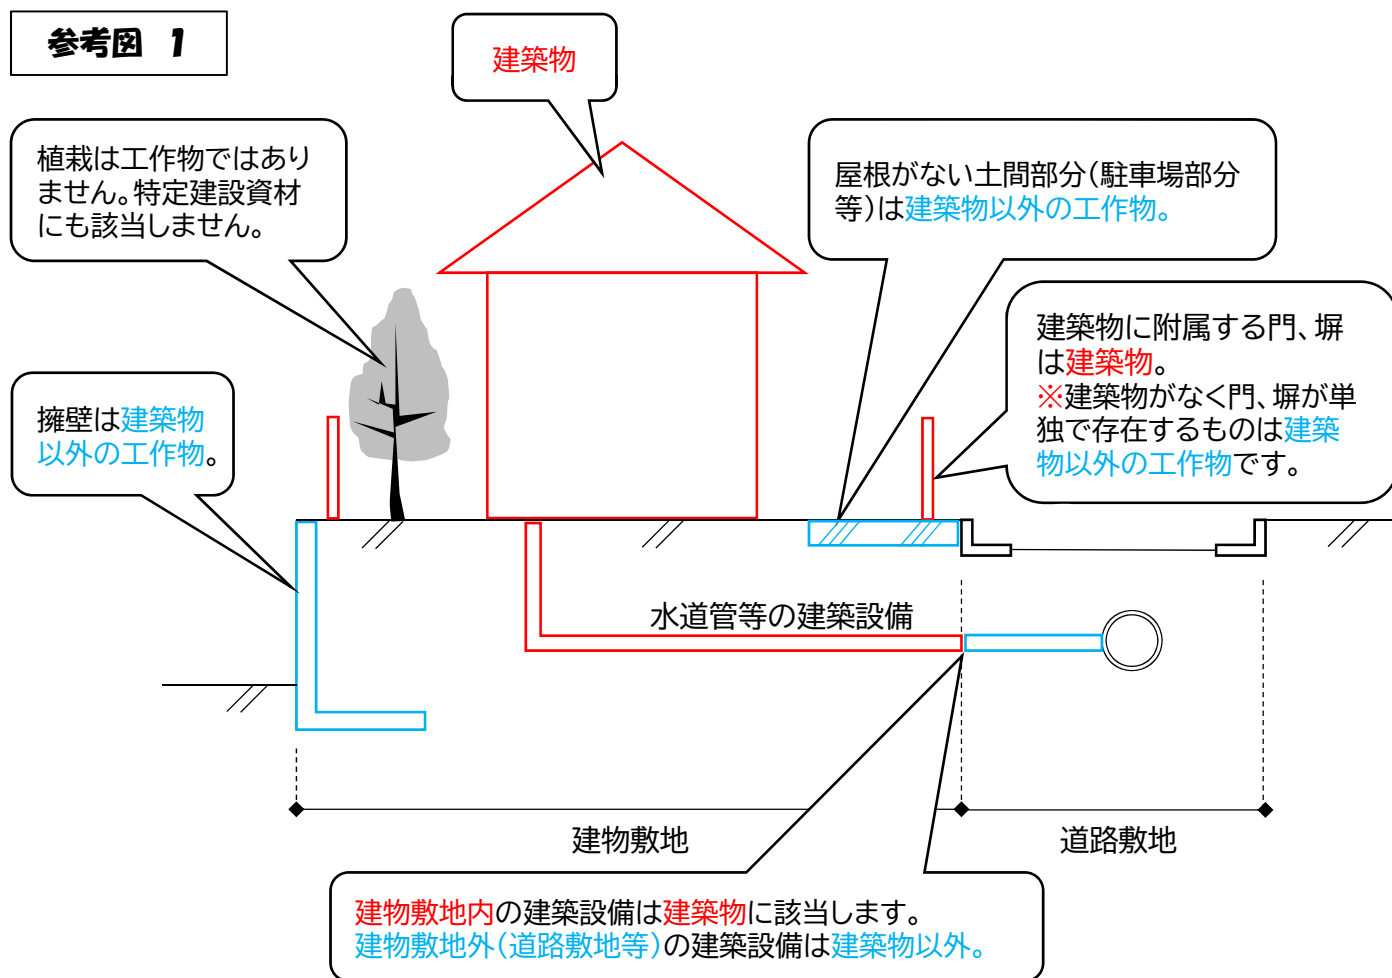 参考図 1
建築物
植栽は工作物ではあり
ません。特定建設資材
にも該当しません。
屋根がない土間部分（駐車場部分
等）は建築物以外の工作物。
建築物に附属する門、塀
は建築物。
※建築物がなく門、塀が単
独で存在するものは建築
物以外の工作物です。
擁壁は建築物
以外の工作物。
水道管等の建築設備
建物敷地
道路敷地
建物敷地内の建築設備は建築物に該当します。
建物敷地外（道路敷地等）の建築設備は建築物以外。